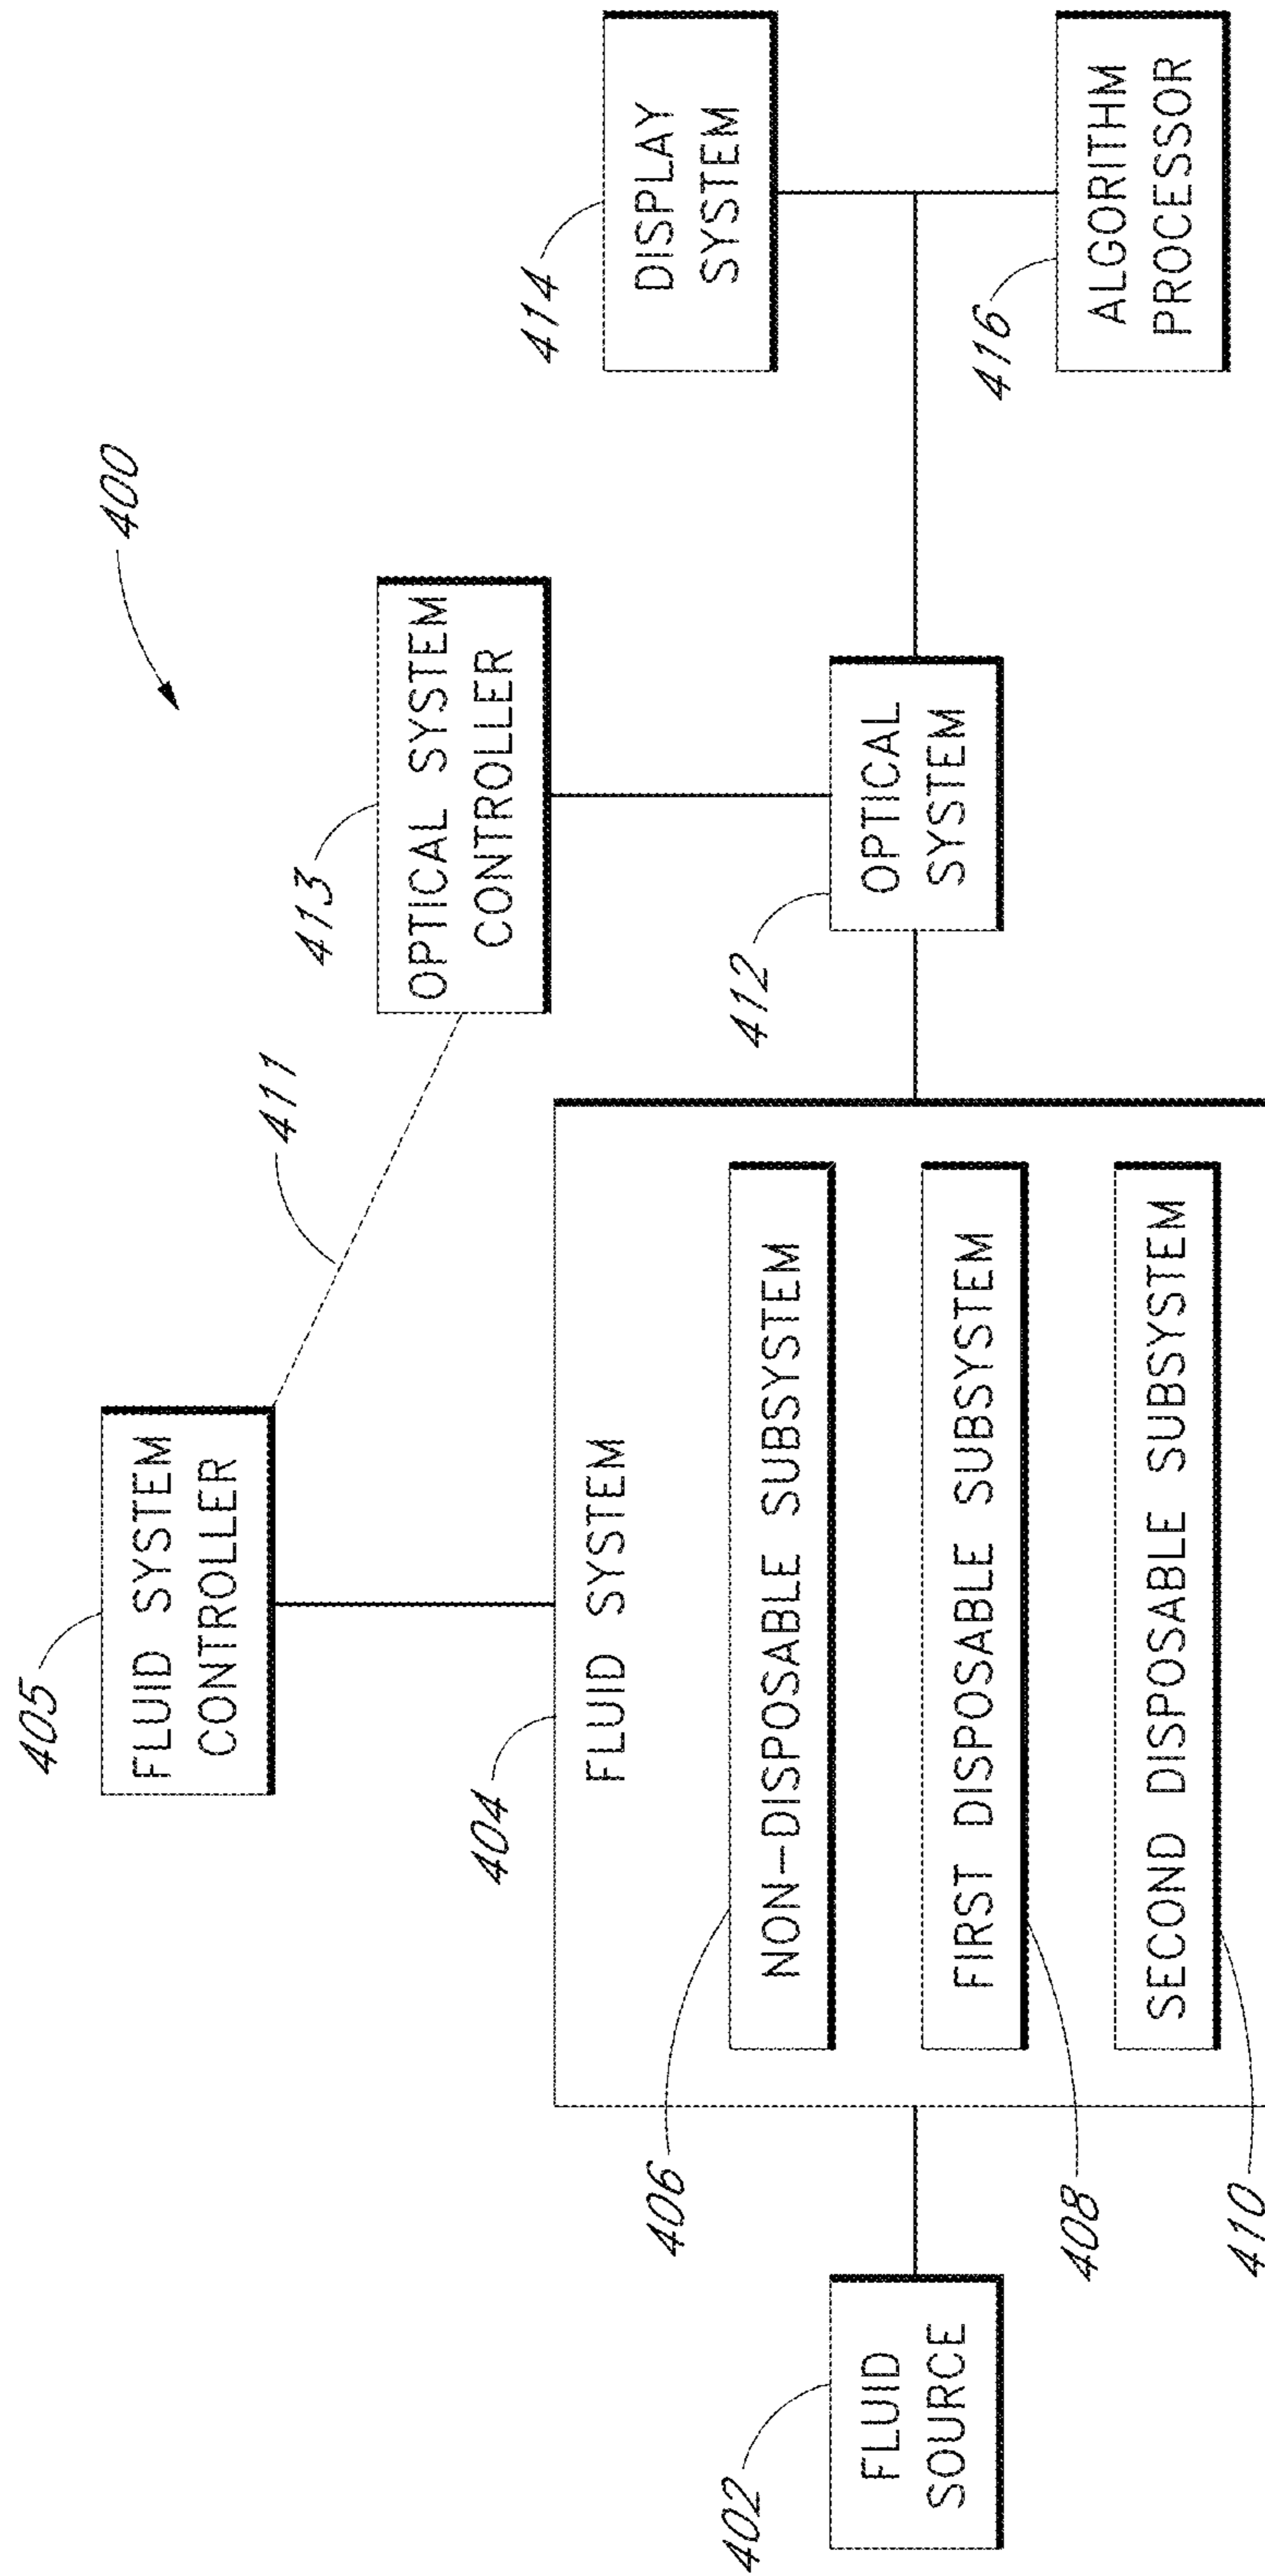 400
405
FLUID SYSTEM
CONTROLLER
411
413
OPTICAL SYSTEM
CONTROLLER
404
FLUID SYSTEM
406
NON-DISPOSABLE SUBSYSTEM
408
FIRST DISPOSABLE SUBSYSTEM
410
SECOND DISPOSABLE SUBSYSTEM
402
FLUID
SOURCE
412
OPTICAL
SYSTEM
414
DISPLAY
SYSTEM
416
ALGORITHM
PROCESSOR